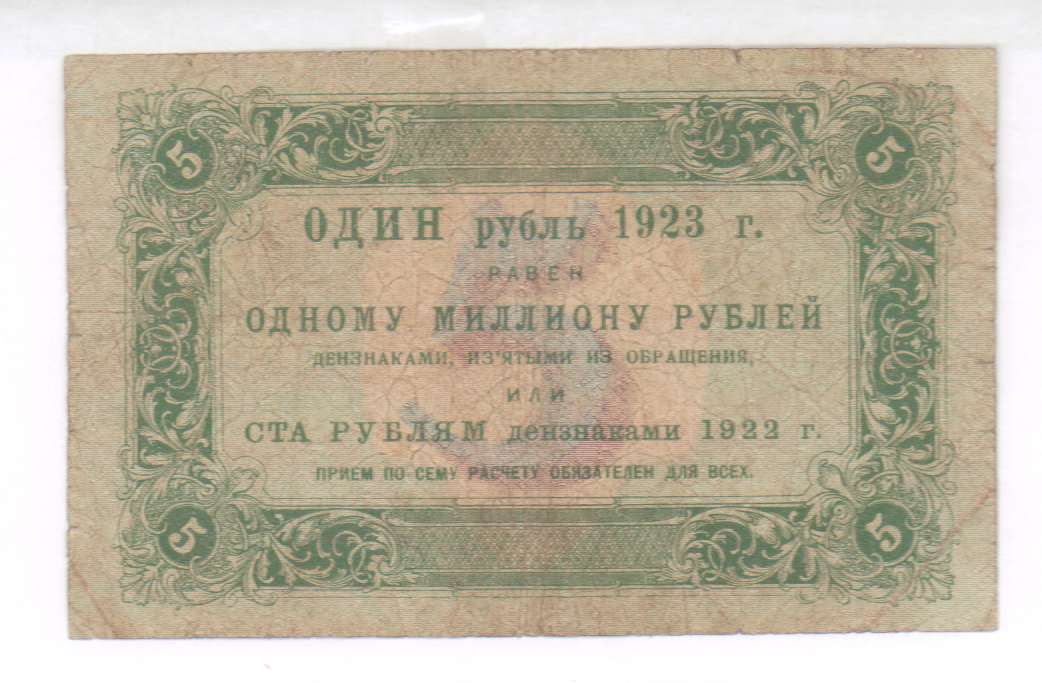 5 5
ОДИН рубль 1923 г.
РАВЕН
ОДНОМУ МИЛЛИОНУ РУБЛЕЙ
ДЕНЗНАКАМИ, ИЗ'ЯТЫМИ ИЗ ОБРАЩЕНИЯ,
ИЛИ
СТА РУБЛЯМ дензнаками 1922 г.
ПРИЕМ ПО СЕМУ РАСЧЕТУ ОБЯЗАТЕЛЕН ДЛЯ ВСЕХ.
5 5